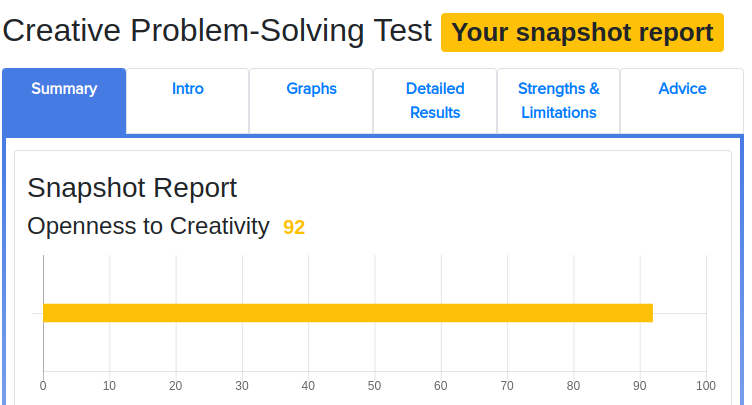 Creative Problem-Solving Test Your snapshot report
Summary Intro Graphs Detailed Results Strengths & Limitations Advice
Snapshot Report
Openness to Creativity 92
0 10 20 30 40 50 60 70 80 90 100